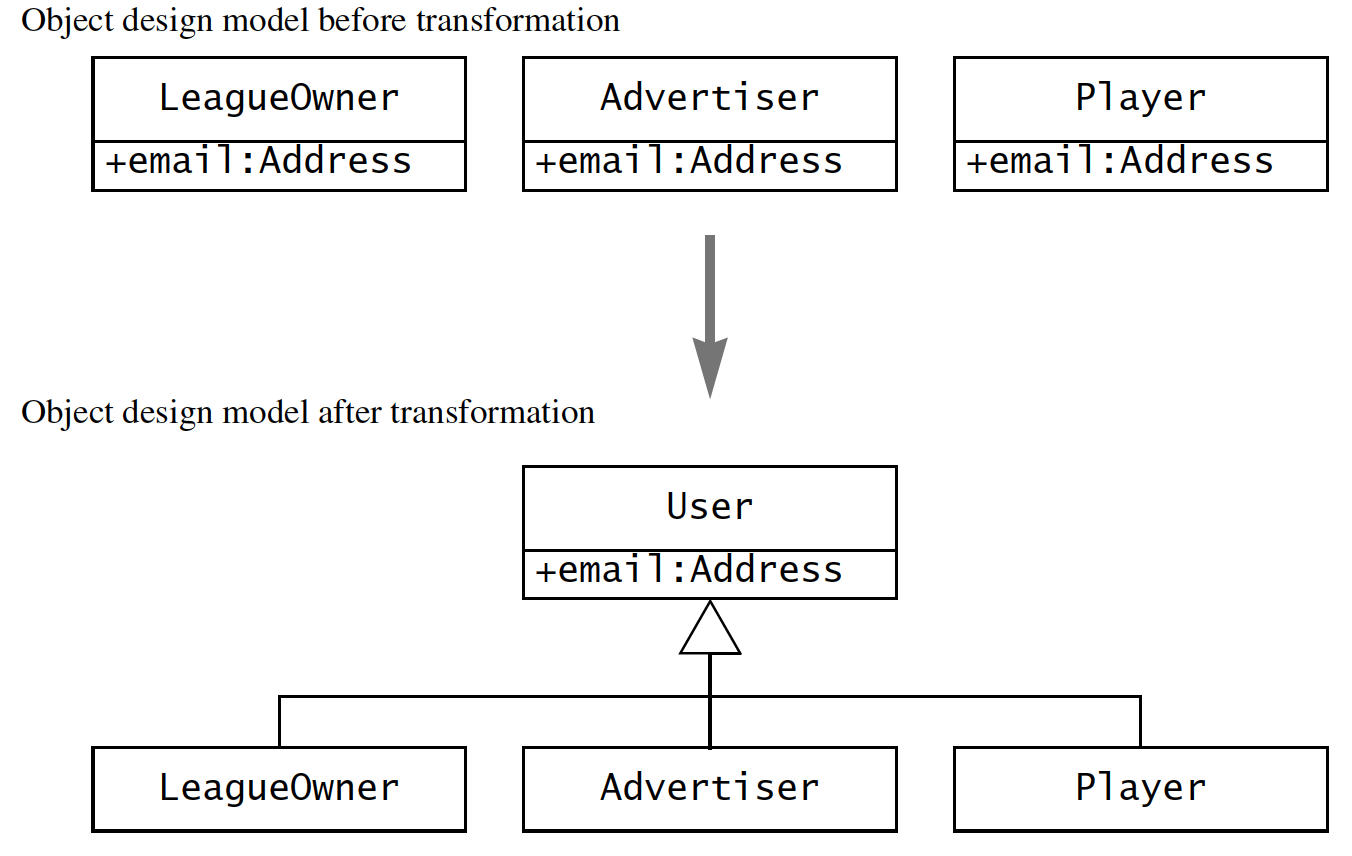 Object design model before transformation
LeagueOwner
Advertiser
Player
+email:Address
+email:Address
+email:Address
Object design model after transformation
User
+email:Address
LeagueOwner
Advertiser
Player